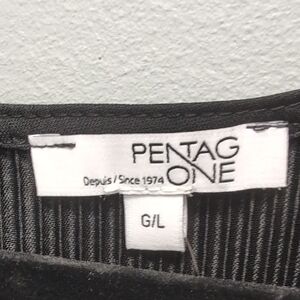 PENTAG
Depuis / Since 1974 ONE
G/L